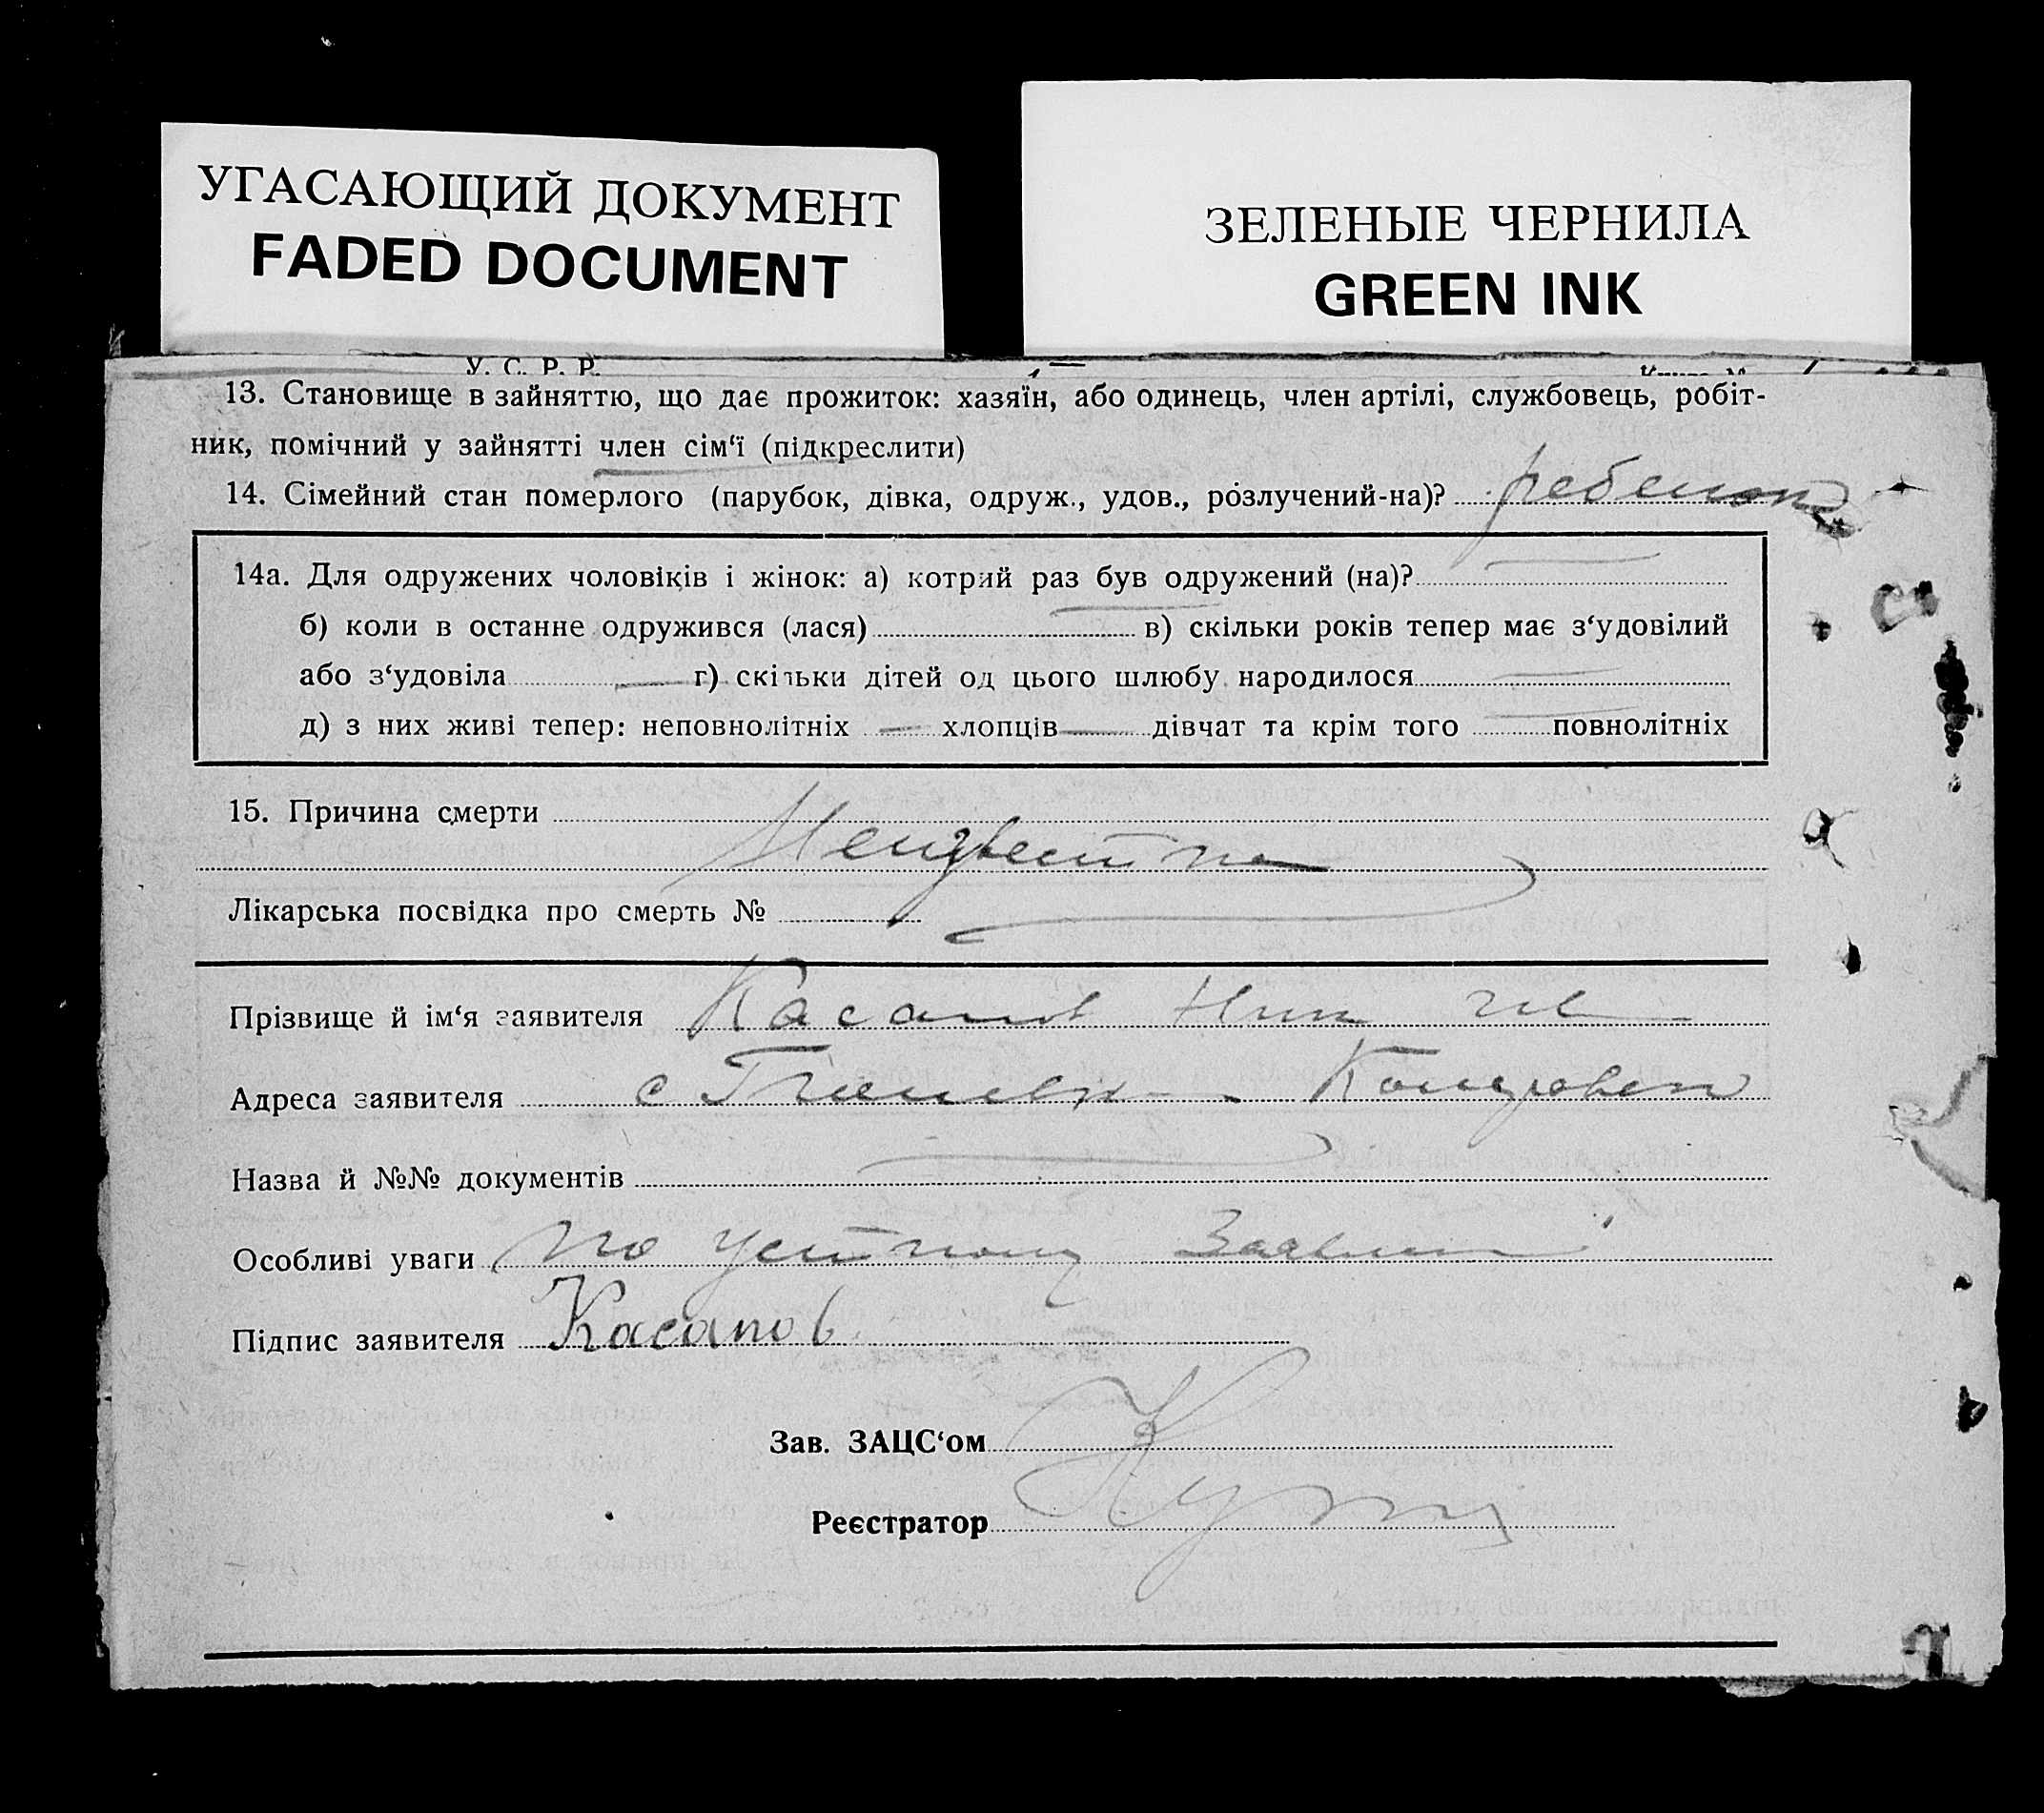 УГАСАЮЩИЙ ДОКУМЕНТ
FADED DOCUMENT
ЗЕЛЕНЫЕ ЧЕРНИЛА
GREEN INK
У. С. Р. Р.
13. Становище в зайняттю, що дає прожиток: хазяїн, або одинець, член артілі, службовець, робіт-
ник, помічний у зайнятті член сім‘ї (підкреслити)
14. Сімейний стан померлого (парубок, дівка, одруж., удов., розлучений-на)? ребенок
14а. Для одружених чоловіків і жінок: а) котрий раз був одружений (на)?
б) коли в останнє одружився (лася) в) скільки років тепер має з‘удовілий
або з‘удовіла г) скільки дітей од цього шлюбу народилося
д) з них живі тепер: неповнолітніх — хлопців — дівчат та крім того — повнолітніх
15. Причина смерти
Неизвестна
Лікарська посвідка про смерть №
Прізвище й ім‘я заявителя Касапов Ник
Адреса заявителя с
Назва й №№ документів
Особливі уваги По устному
Підпис заявителя Касапов
Зав. ЗАЦС‘ом
Реєстратор